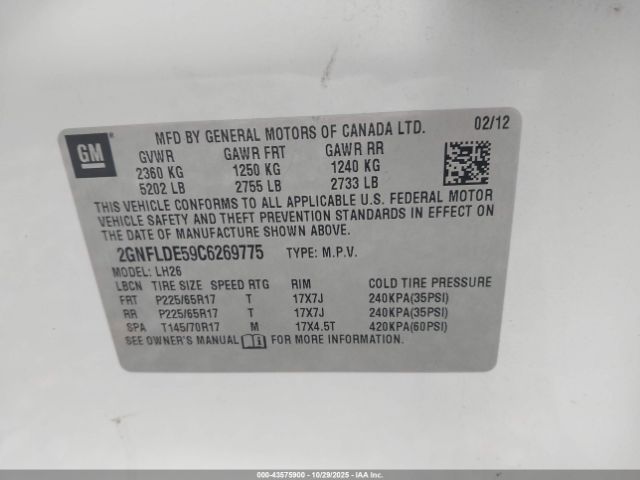 GM
MFD BY GENERAL MOTORS OF CANADA LTD. 02/12
GVWR GAWR FRT GAWR RR
2360 KG 1250 KG 1240 KG
5202 LB 2755 LB 2733 LB
THIS VEHICLE CONFORMS TO ALL APPLICABLE U.S. FEDERAL MOTOR
VEHICLE SAFETY AND THEFT PREVENTION STANDARDS IN EFFECT ON
THE DATE OF MANUFACTURE SHOWN ABOVE.
2GNFLDE59C6269775 TYPE: M.P.V.
MODEL: LH26
LBCN TIRE SIZE SPEED RTG RIM COLD TIRE PRESSURE
FRT P225/65R17 T 17X7J 240KPA(35PSI)
RR P225/65R17 T 17X7J 240KPA(35PSI)
SPA T145/70R17 M 17X4.5T 420KPA(60PSI)
SEE OWNER'S MANUAL FOR MORE INFORMATION.
000-43575900 10/29/2025 Copyright © IAA Holdings, LLC.